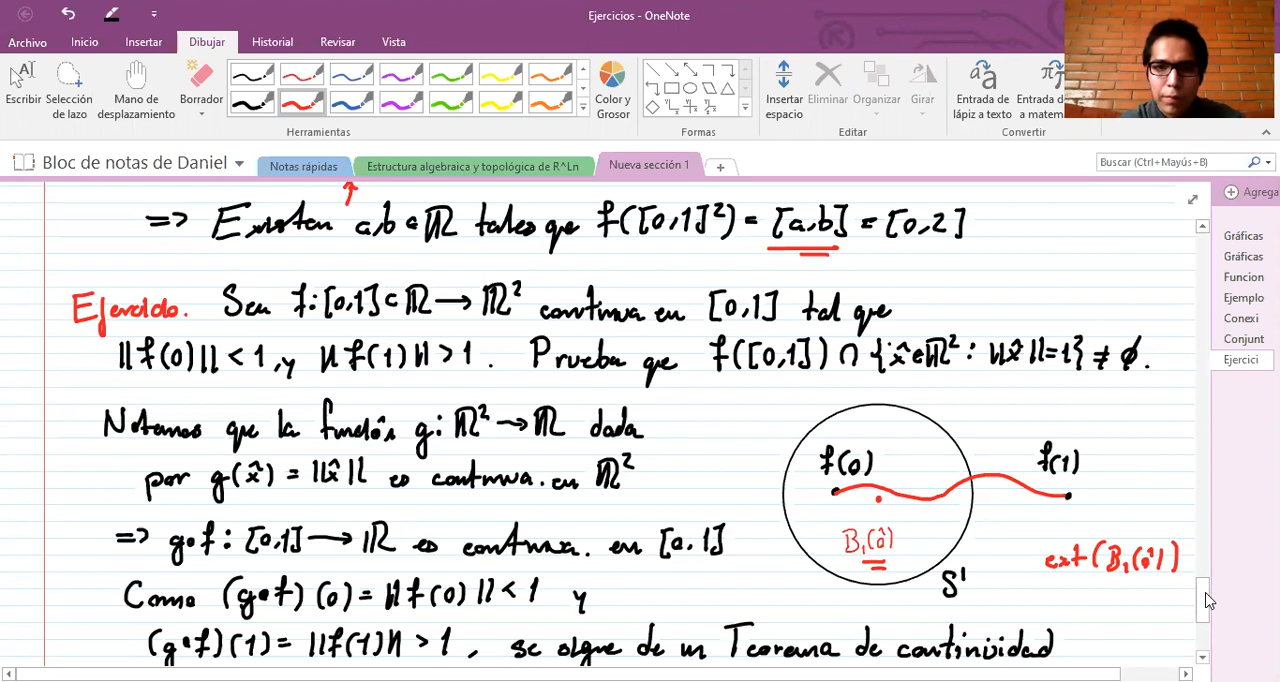 Ejercicios - OneNote
Archivo Inicio Insertar Dibujar Historial Revisar Vista
Escribir Selección de lazo Mano de desplazamiento Borrador Color y Grosor Insertar espacio Eliminar Organizar Girar Entrada de lápiz a texto Entrada de a matem
Herramientas Formas Editar Convertir
Bloc de notas de Daniel Notas rápidas Estructura algebraica y topológica de R^Ln Nueva sección 1 Buscar (Ctrl+Mayús+B)
Agrega
Gráficas
Gráficas
Funcion
Ejemplo
Conexi
Conjunt
Ejercici
=> Existen a,b ∈ ℝ tales que f([0,1]²) = [a,b] = [0,2]
Ejercicio. Sea f: [0,1] ⊂ ℝ → ℝ² continua en [0,1] tal que
||f(0)|| < 1, y ||f(1)|| > 1. Prueba que f([0,1]) ∩ {x̂ ∈ ℝ² : ||x̂|| = 1} ≠ ∅.
Notamos que la función g: ℝ² → ℝ dada
por g(x̂) = ||x̂|| es continua en ℝ²
=> g∘f: [0,1] → ℝ es continua. en [0,1]
Como (g∘f)(0) = ||f(0)|| < 1 y
(g∘f)(1) = ||f(1)|| > 1, se sigue de un Teorema de continuidad
f(0) f(1)
B₁(ô)
S¹
ext(B₁(ô))